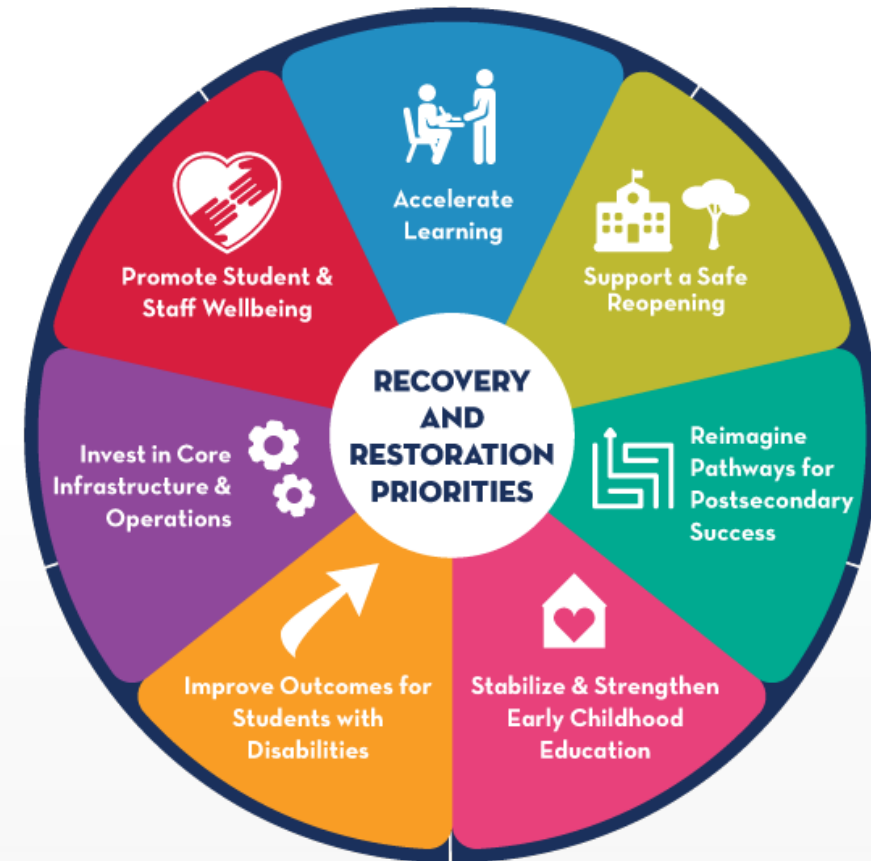 RECOVERY
AND
RESTORATION
PRIORITIES
Accelerate
Learning
Support a Safe
Reopening
Reimagine
Pathways for
Postsecondary
Success
Stabilize & Strengthen
Early Childhood
Education
Improve Outcomes for
Students with
Disabilities
Invest in Core
Infrastructure &
Operations
Promote Student &
Staff Wellbeing